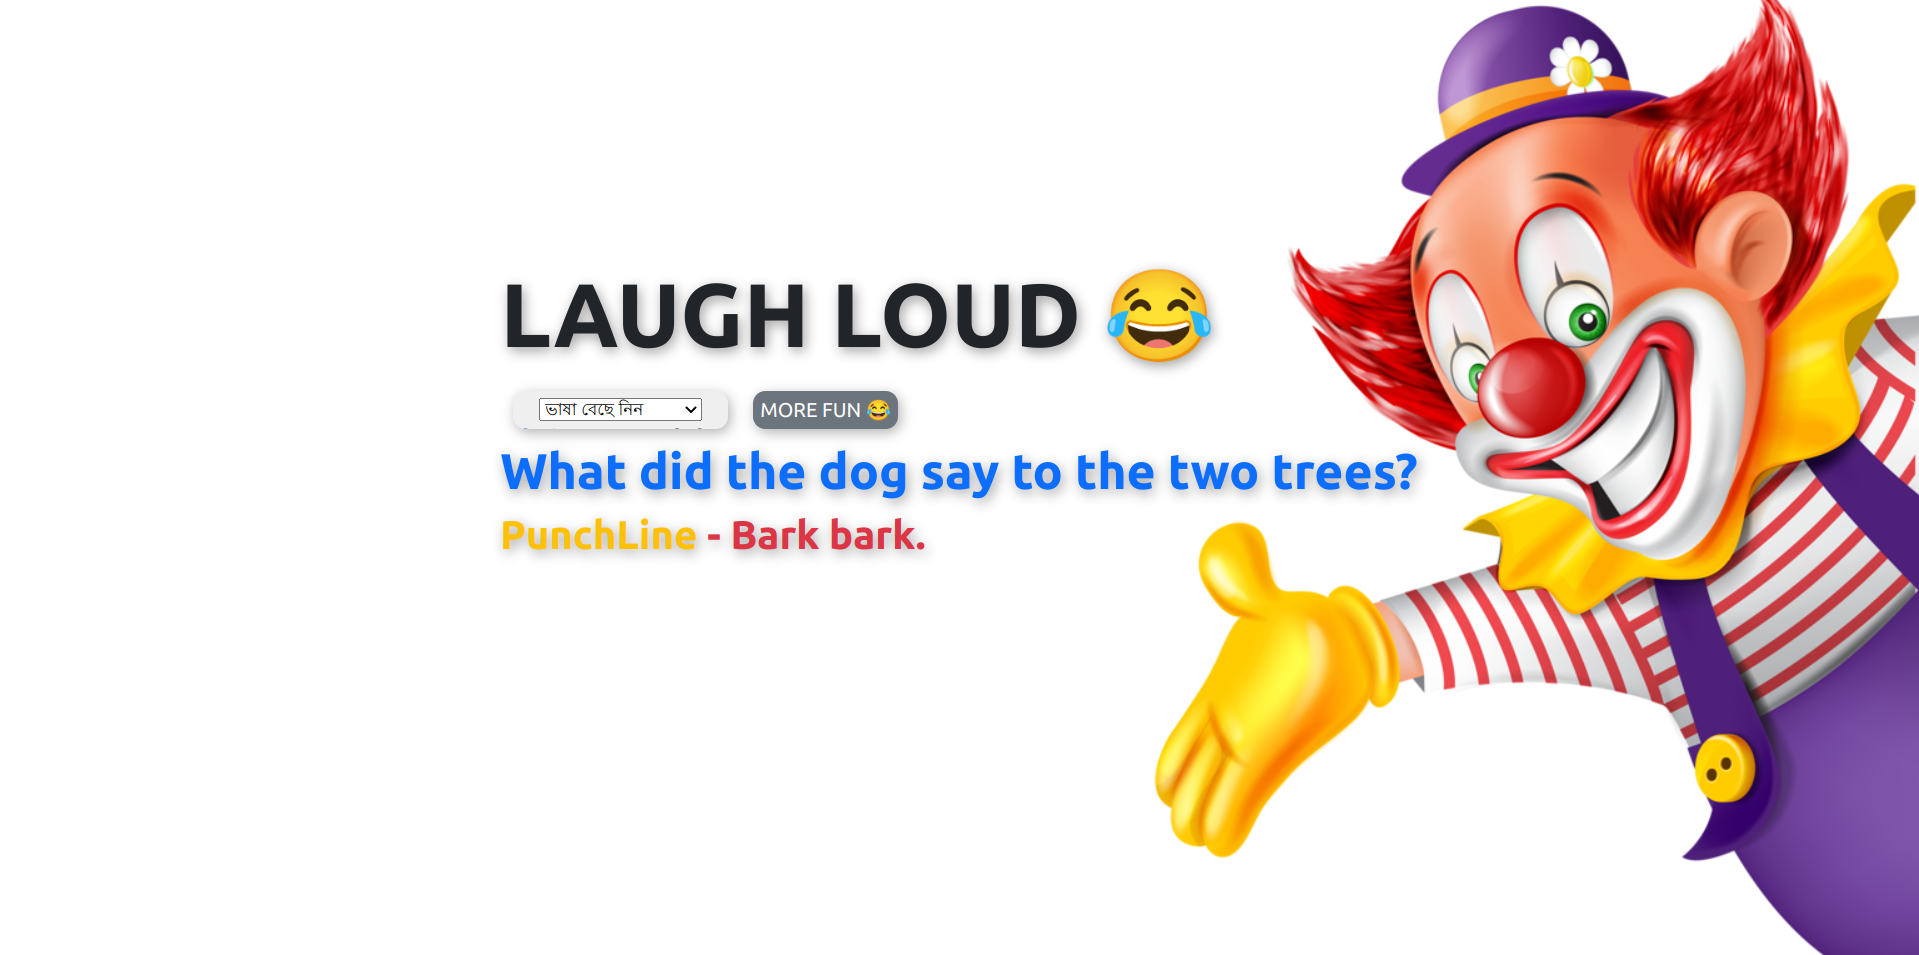 LAUGH LOUD 😂
ভাষা বেছে নিন
MORE FUN 😂
What did the dog say to the two trees?
PunchLine - Bark bark.